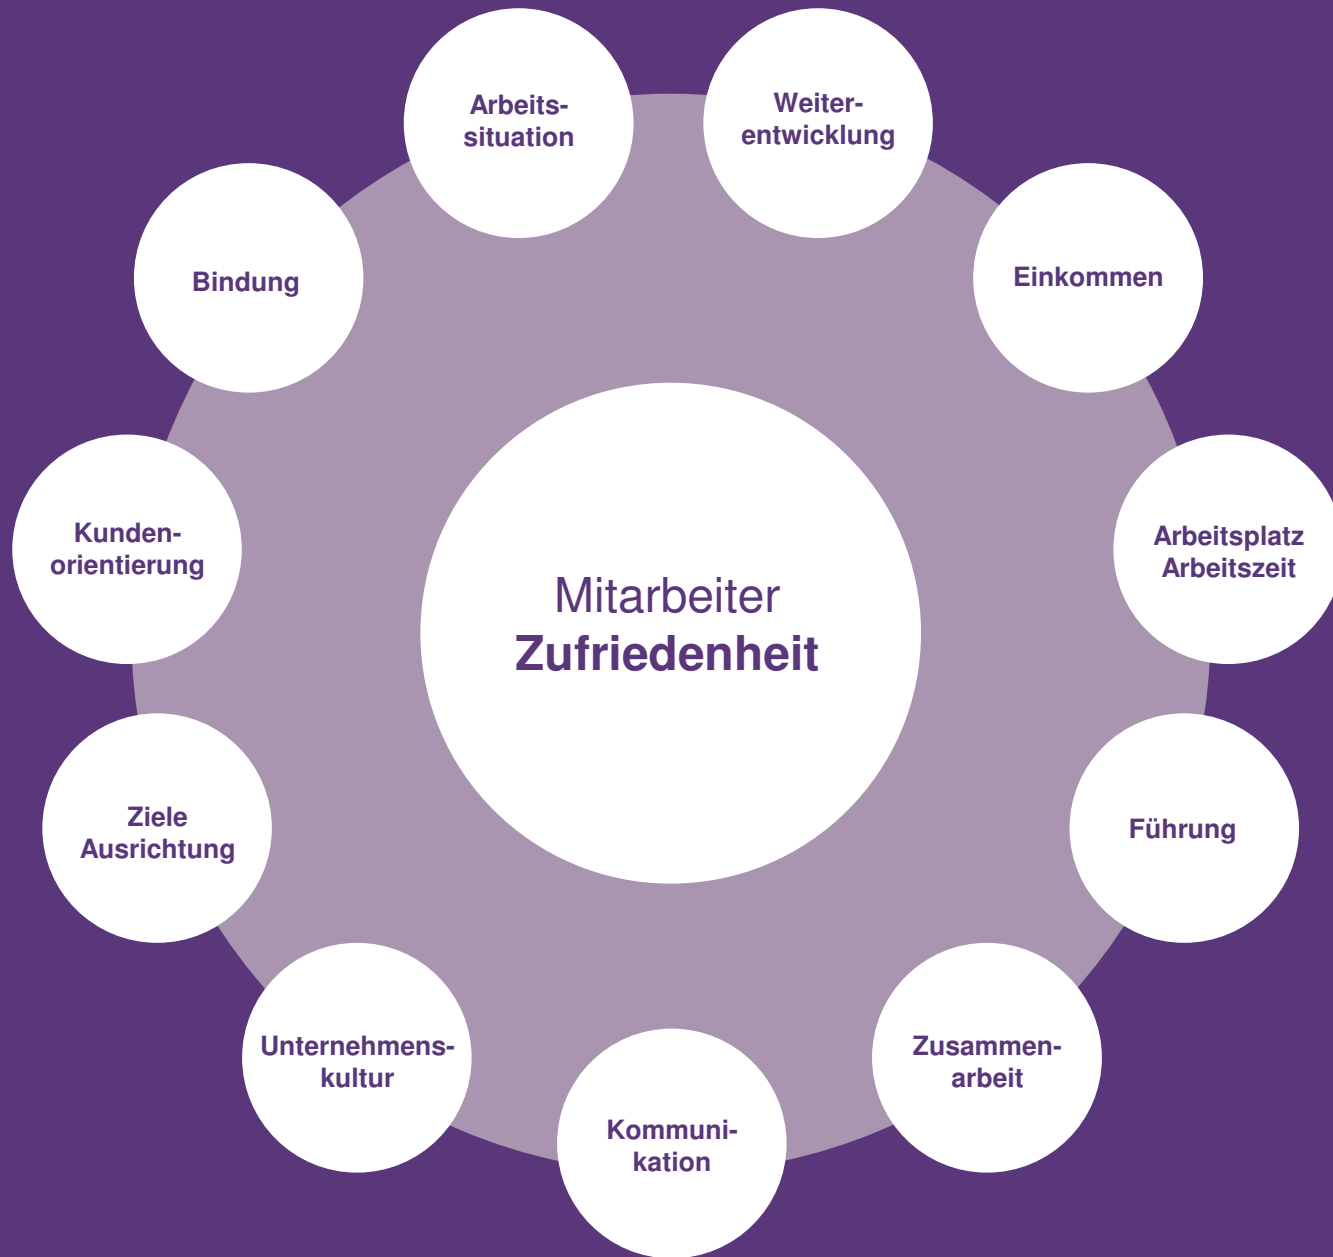 Arbeits-
situation
Weiter-
entwicklung
Einkommen
Bindung
Arbeitsplatz
Arbeitszeit
Kunden-
orientierung
Mitarbeiter
Zufriedenheit
Ziele
Ausrichtung
Führung
Unternehmens-
kultur
Zusammen-
arbeit
Kommuni-
kation